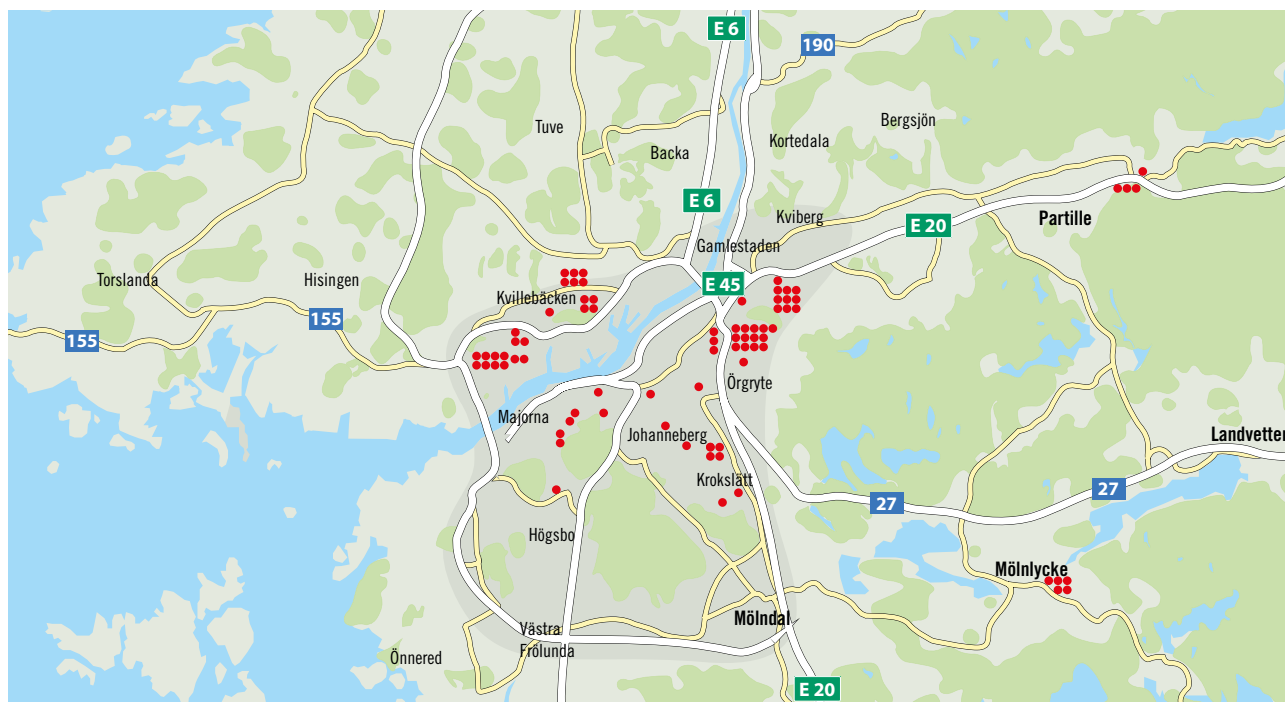 E 6
190
Bergsjön
Tuve
Kortedala
Backa
E 6
Kviberg
Partille
E 20
Gamlestaden
Torslanda
Hisingen
E 45
Kvillebäcken
155
155
Örgryte
Majorna
Johanneberg
Landvetter
Krokslätt
27
27
Högsbo
Mölnlycke
Mölndal
Västra
Frölunda
Önnered
E 20